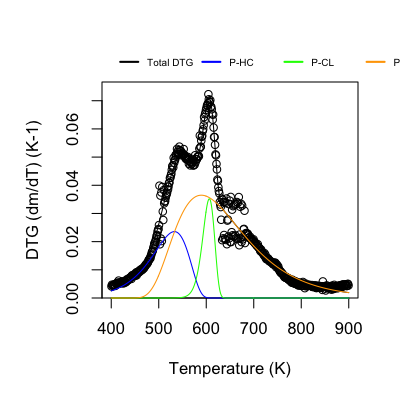 Total DTG P-HC P-CL P
DTG (dm/dT) (K-1)
0.06
0.04
0.02
0.00
400 500 600 700 800 900
Temperature (K)